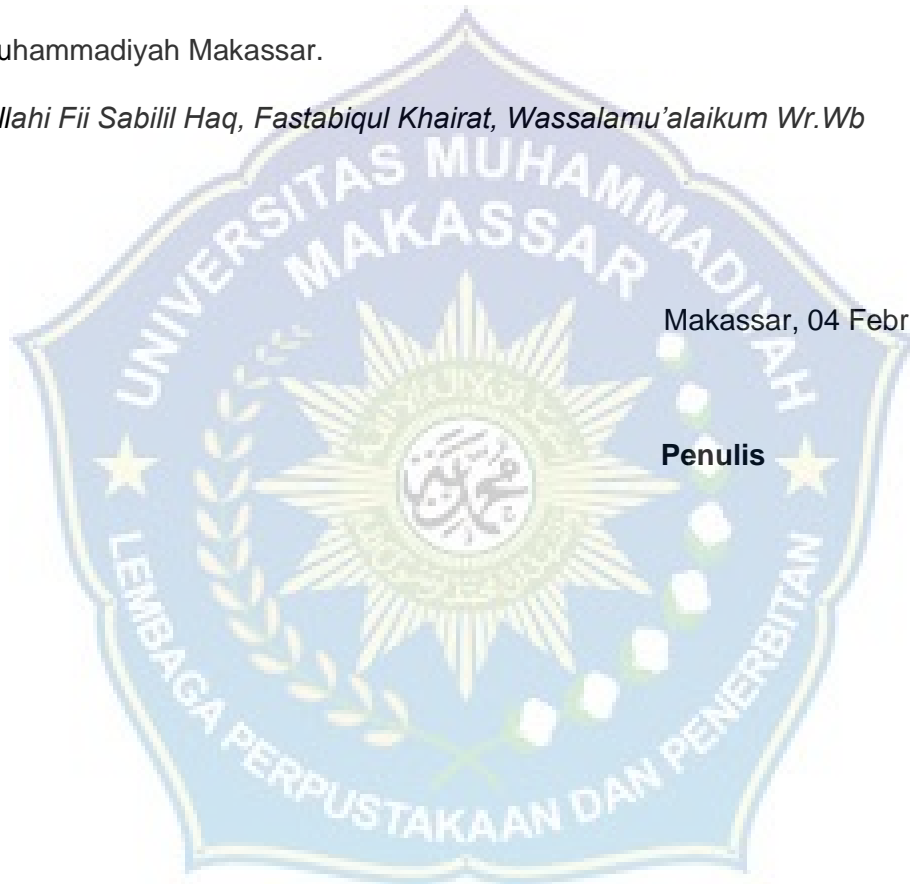 uhammadiyah Makassar.
llahi Fii Sabilil Haq, Fastabiqul Khairat, Wassalamu’alaikum Wr.Wb
UNIVERSITAS MUHAMMADIYAH
MAKASSAR
Makassar, 04 Febr
Penulis
LEMBAGA PERPUSTAKAAN DAN PENERBITAN